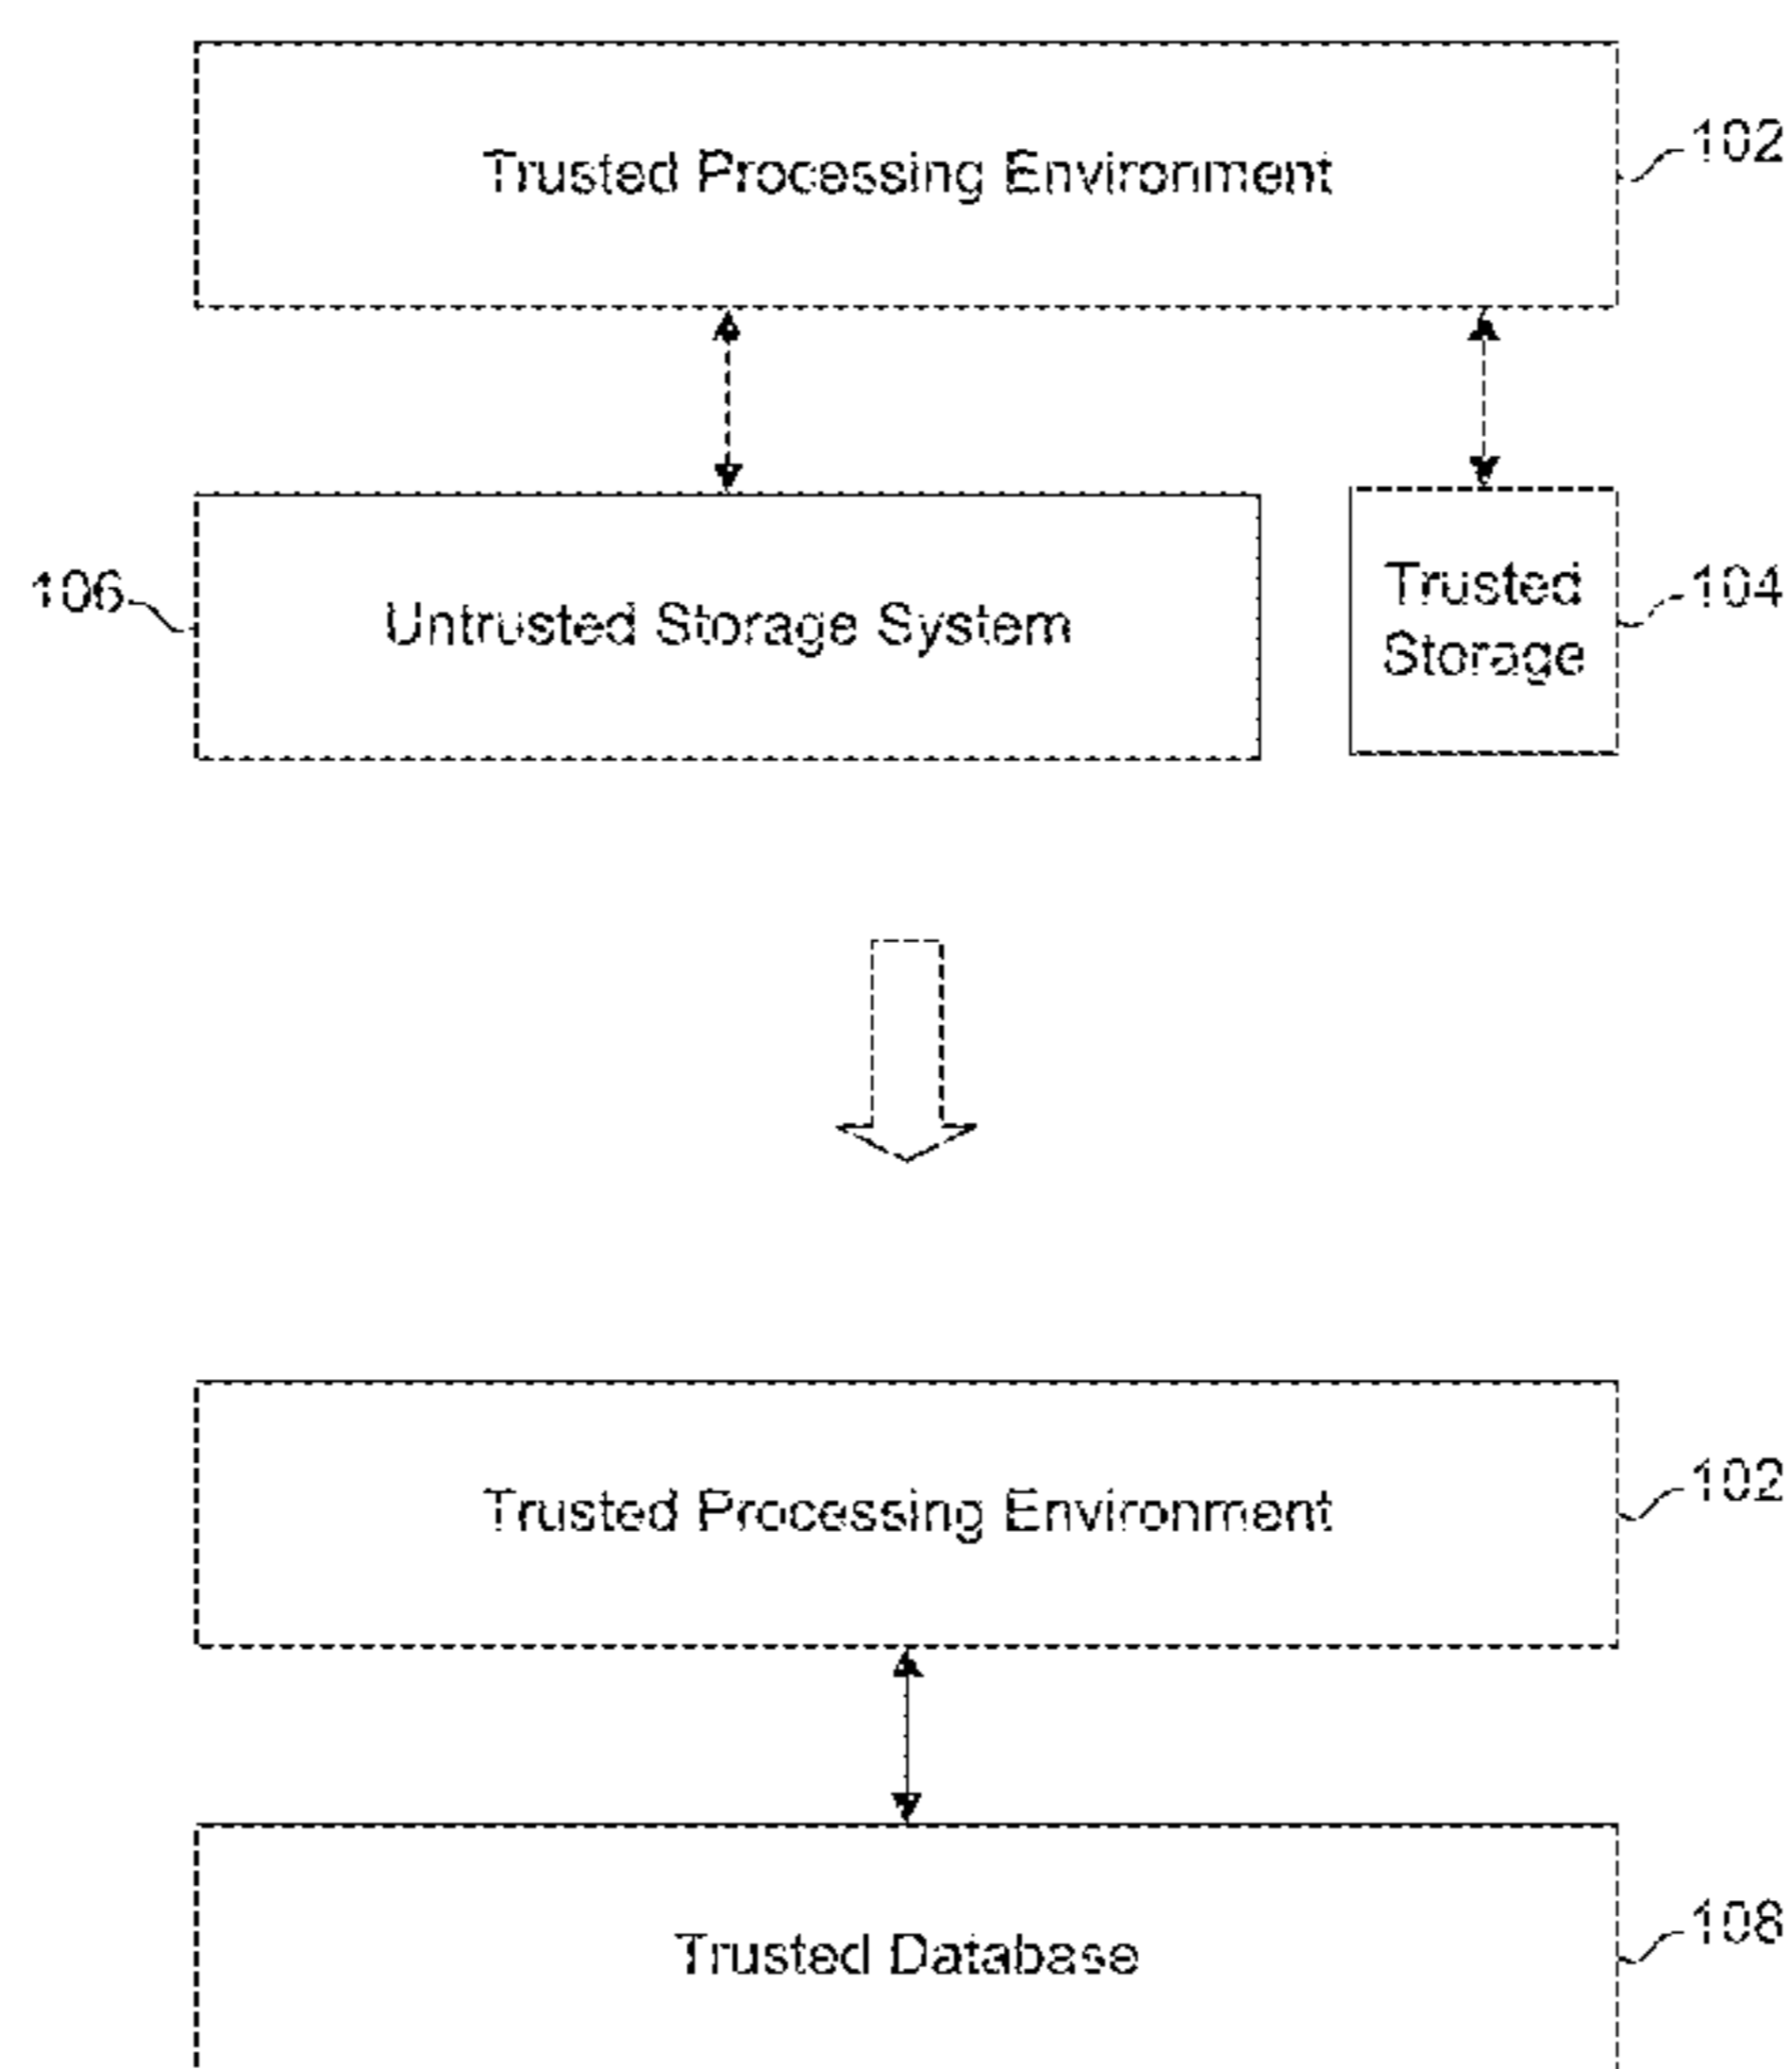 Trusted Processing Environment
102
106
Untrusted Storage System
Trusted
Storage
104
Trusted Processing Environment
102
Trusted Database
108